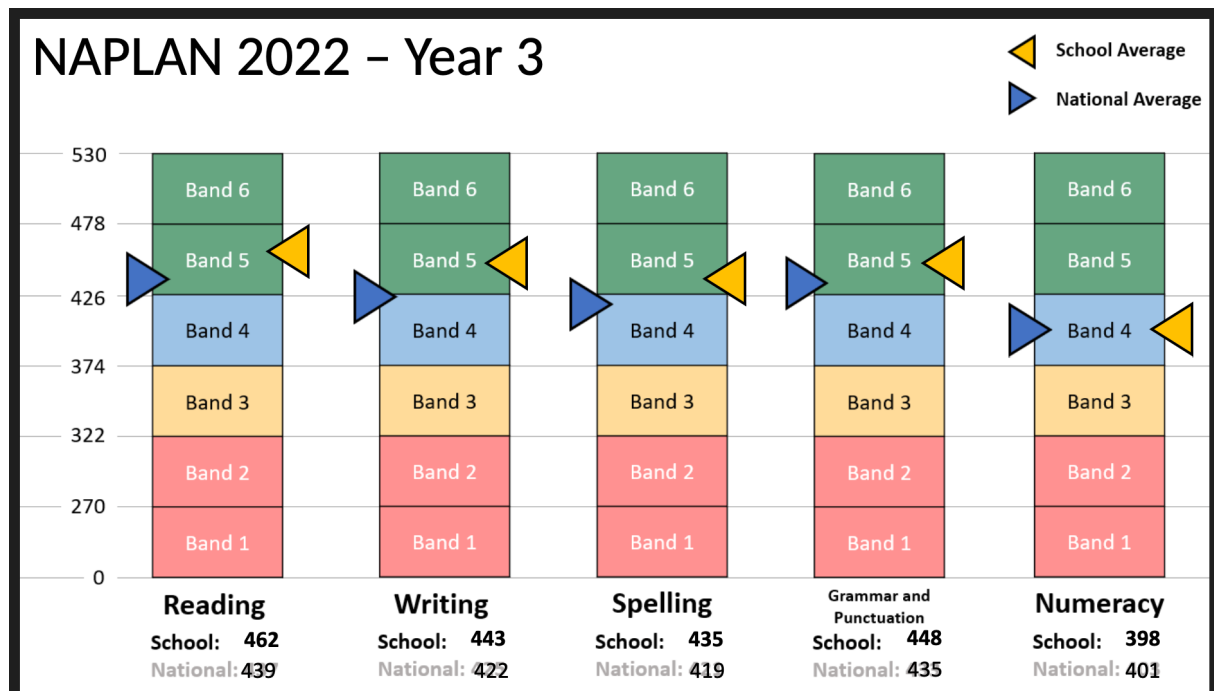 NAPLAN 2022 – Year 3
School Average
National Average
530
478
426
374
322
270
0
Band 6
Band 5
Band 4
Band 3
Band 2
Band 1
Band 6
Band 5
Band 4
Band 3
Band 2
Band 1
Band 6
Band 5
Band 4
Band 3
Band 2
Band 1
Band 6
Band 5
Band 4
Band 3
Band 2
Band 1
Band 6
Band 5
Band 4
Band 3
Band 2
Band 1
Reading
School: 462
National: 439
Writing
School: 443
National: 422
Spelling
School: 435
National: 419
Grammar and
Punctuation
School: 448
National: 435
Numeracy
School: 398
National: 401